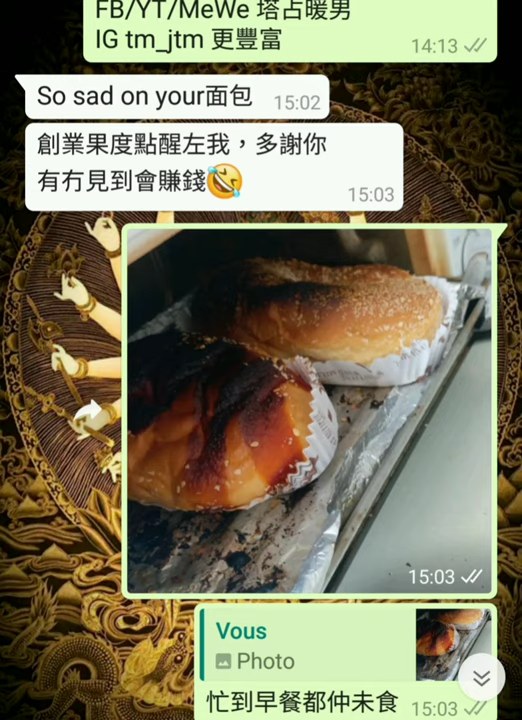 FB/YT/MeWe 塔占暖男
IG tm_jtm 更豐富
14:13
So sad on your面包
15:02
創業果度點醒左我，多謝你
有冇見到會賺錢🤣
15:03
15:03
Vous
Photo
忙到早餐都仲未食
15:03